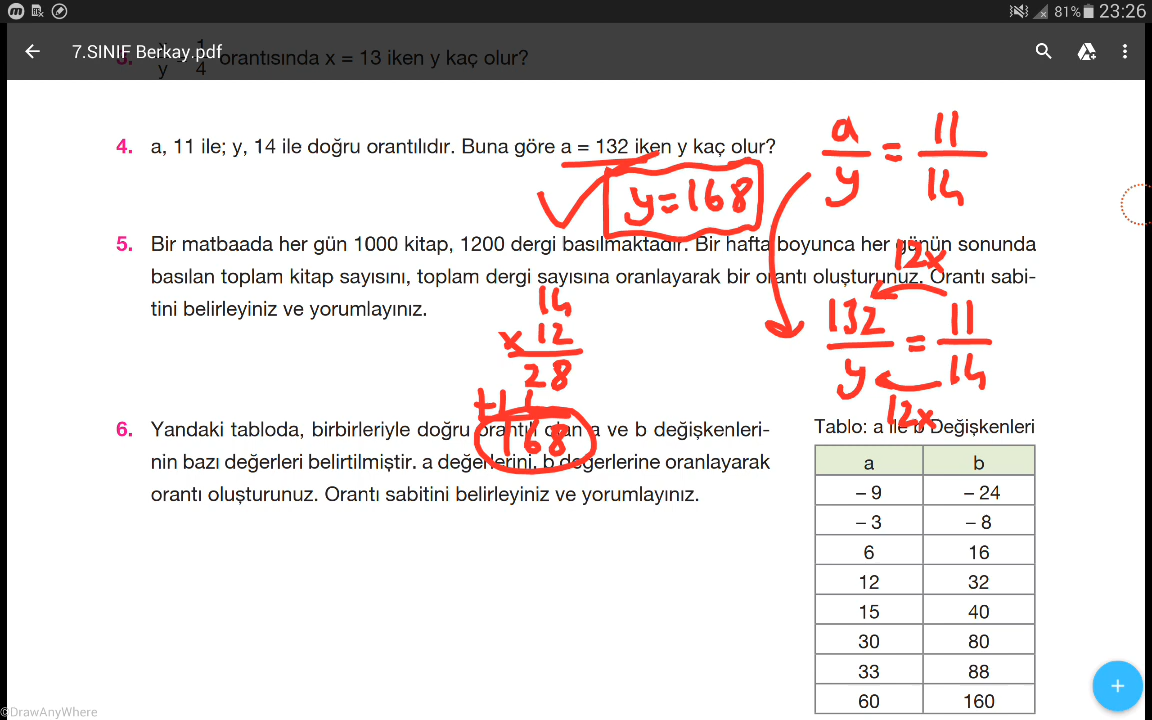 81% 23:26
7.SINIF Berkay.pdf
3. y 1 4 orantısında x = 13 iken y kaç olur?
4. a, 11 ile; y, 14 ile doğru orantılıdır. Buna göre a = 132 iken y kaç olur?
a/y = 11/14
y=168
5. Bir matbaada her gün 1000 kitap, 1200 dergi basılmaktadır. Bir hafta boyunca her günün sonunda
basılan toplam kitap sayısını, toplam dergi sayısına oranlayarak bir orantı oluşturunuz. Orantı sabi-
tini belirleyiniz ve yorumlayınız.
12x
132/y = 11/14
12x
14
x 12
28
+
168
6. Yandaki tabloda, birbirleriyle doğru orantılı olan a ve b değişkenleri-
nin bazı değerleri belirtilmiştir. a değerlerini, b değerlerine oranlayarak
orantı oluşturunuz. Orantı sabitini belirleyiniz ve yorumlayınız.
Tablo: a ile b Değişkenleri
a b
– 9 – 24
– 3 – 8
6 16
12 32
15 40
30 80
33 88
60 160
©DrawAnyWhere